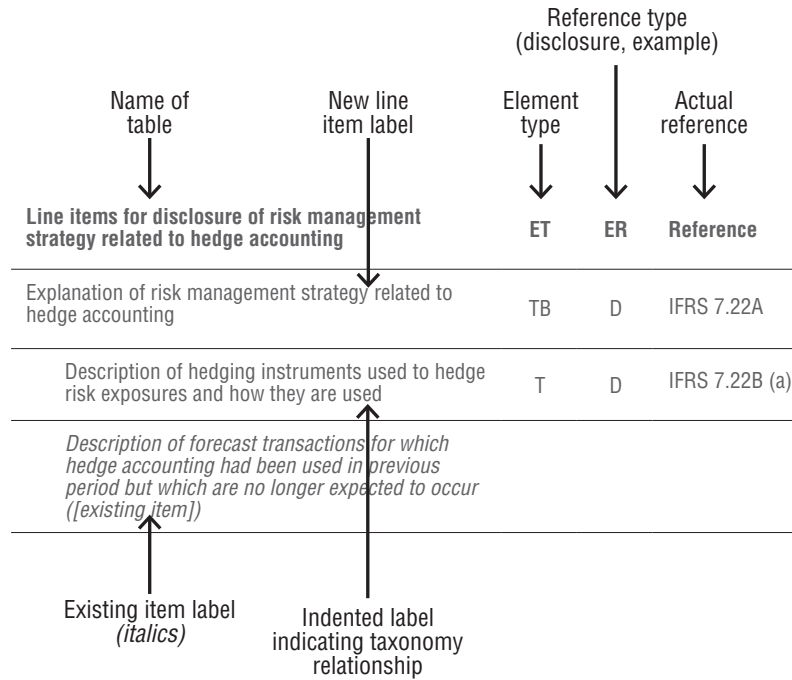 Reference type
(disclosure, example)
Name of
table
New line
item label
Element
type
Actual
reference
Line items for disclosure of risk management
strategy related to hedge accounting
ET
ER
Reference
Explanation of risk management strategy related to
hedge accounting
TB
D
IFRS 7.22A
Description of hedging instruments used to hedge
risk exposures and how they are used
T
D
IFRS 7.22B (a)
Description of forecast transactions for which
hedge accounting had been used in previous
period but which are no longer expected to occur
([existing item])
Existing item label
(italics)
Indented label
indicating taxonomy
relationship